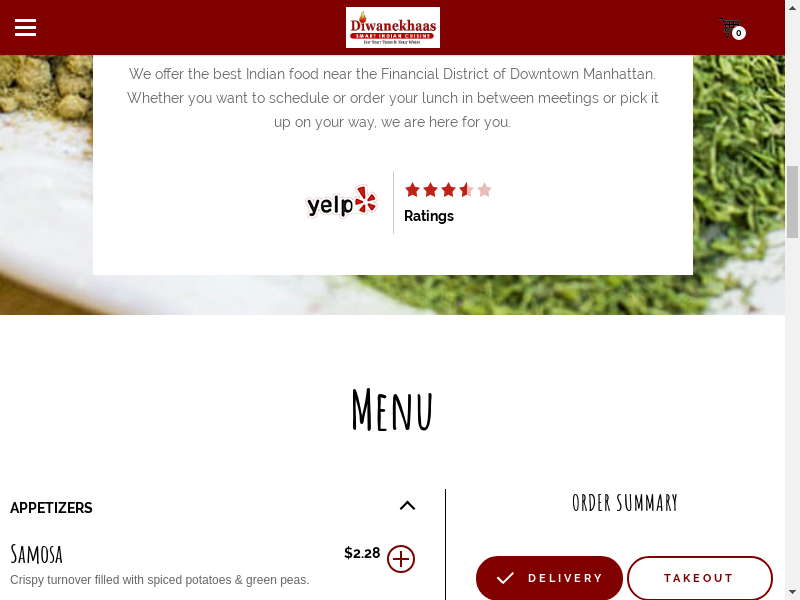 Diwanekhaas
SMART INDIAN CUISINE
For Your Taste & Your Waist
0
We offer the best Indian food near the Financial District of Downtown Manhattan.
Whether you want to schedule or order your lunch in between meetings or pick it
up on your way, we are here for you.
yelp
Ratings
Menu
APPETIZERS
ORDER SUMMARY
Samosa
$2.28
Crispy turnover filled with spiced potatoes & green peas.
DELIVERY
TAKEOUT